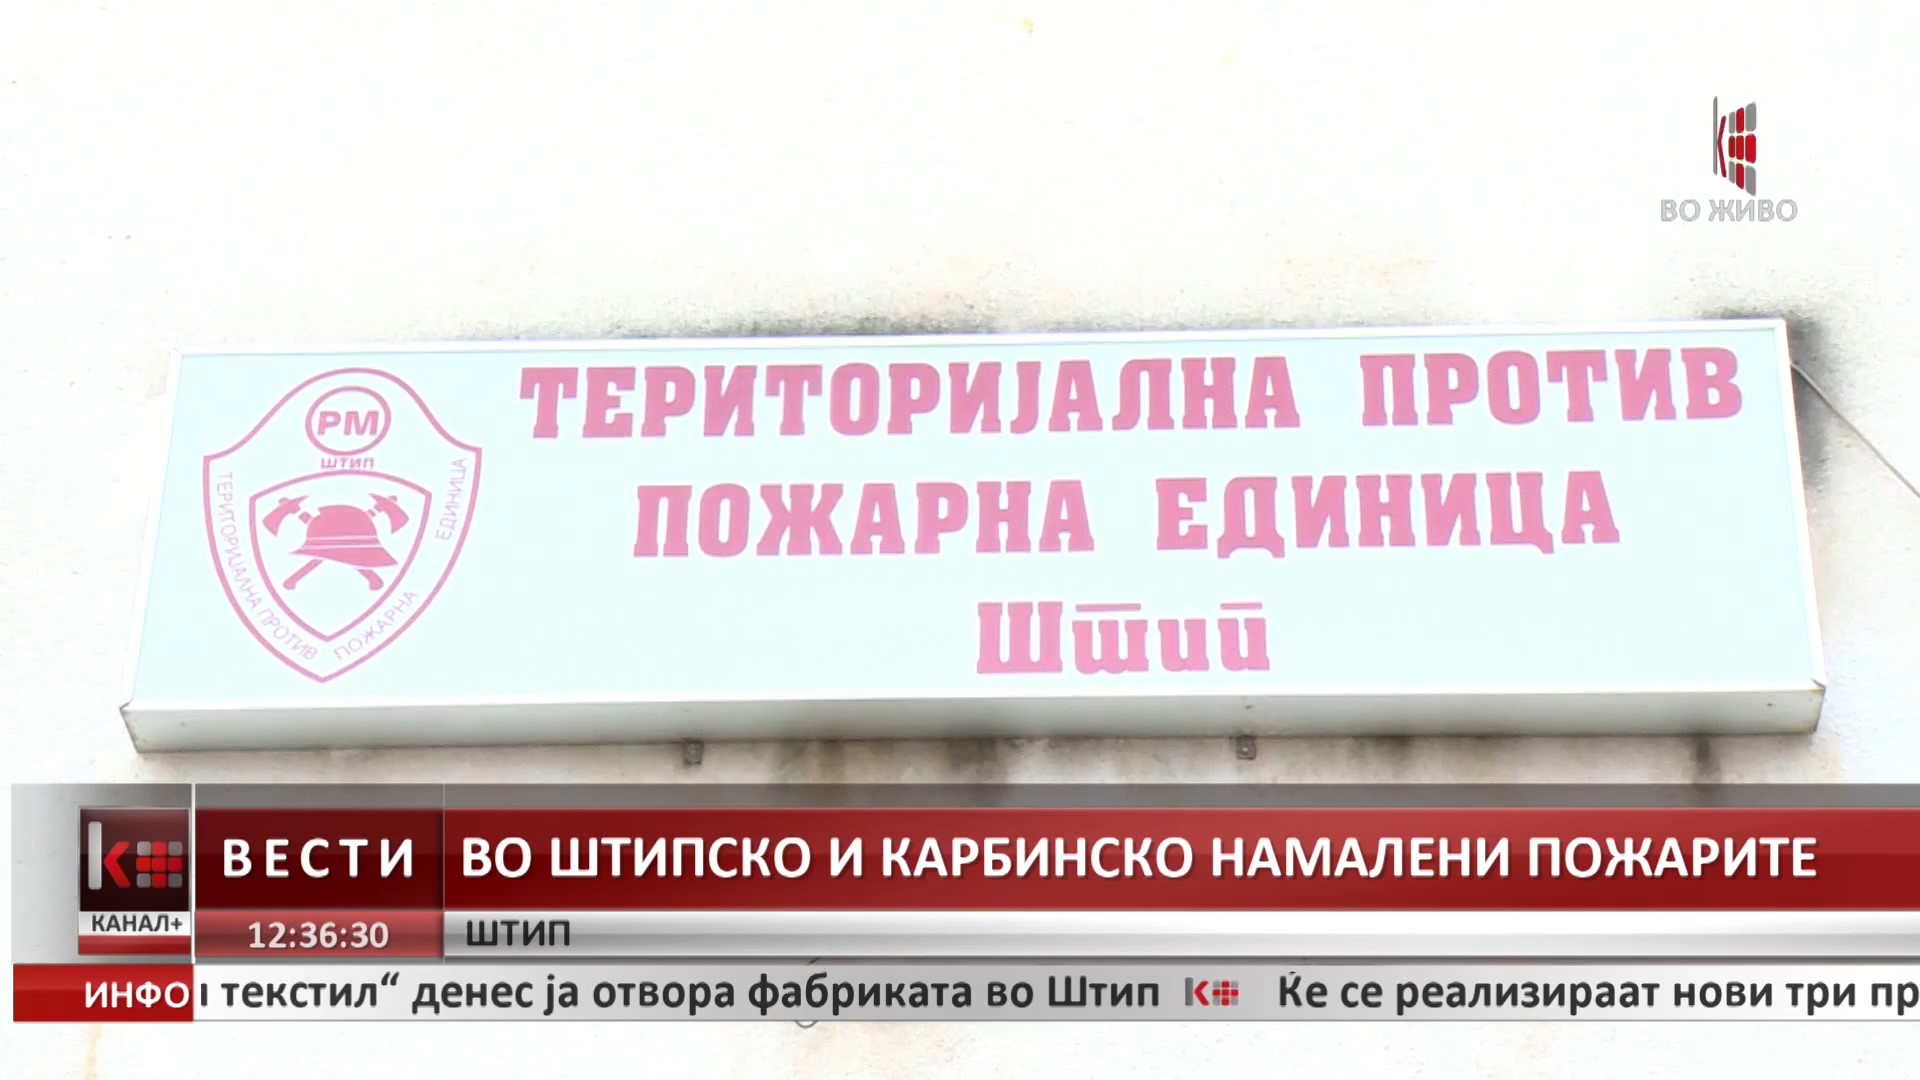 ВО ЖИВО
ТЕРИТОРИЈАЛНА ПРОТИВ
ПОЖАРНА ЕДИНИЦА
Штип
РМ
ШТИП
ТЕРИТОРИЈАЛНА ПРОТИВ ПОЖАРНА ЕДИНИЦА
ВЕСТИ
ВО ШТИПСКО И КАРБИНСКО НАМАЛЕНИ ПОЖАРИТЕ
КАНАЛ+
12:36:30
ШТИП
ИНФО
текстил“ денес ја отвора фабриката во Штип
Ќе се реализираат нови три пр